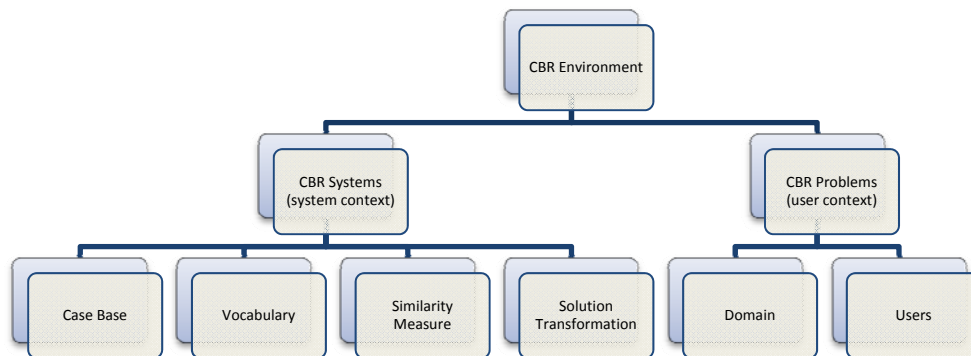 CBR Environment
CBR Systems
(system context)
CBR Problems
(user context)
Case Base
Vocabulary
Similarity
Measure
Solution
Transformation
Domain
Users